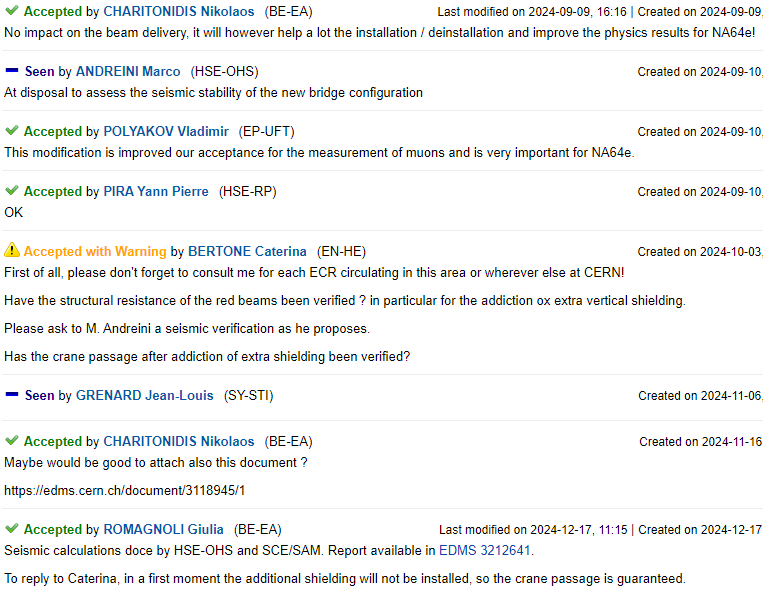 Accepted by CHARITONIDIS Nikolaos (BE-EA) Last modified on 2024-09-09, 16:16 | Created on 2024-09-09,
No impact on the beam delivery, it will however help a lot the installation / deinstallation and improve the physics results for NA64e!
Seen by ANDREINI Marco (HSE-OHS) Created on 2024-09-10,
At disposal to assess the seismic stability of the new bridge configuration
Accepted by POLYAKOV Vladimir (EP-UFT) Created on 2024-09-10,
This modification is improved our acceptance for the measurement of muons and is very important for NA64e.
Accepted by PIRA Yann Pierre (HSE-RP) Created on 2024-09-10,
OK
Accepted with Warning by BERTONE Caterina (EN-HE) Created on 2024-10-03,
First of all, please don't forget to consult me for each ECR circulating in this area or wherever else at CERN!
Have the structural resistance of the red beams been verified ? in particular for the addiction ox extra vertical shielding.
Please ask to M. Andreini a seismic verification as he proposes.
Has the crane passage after addiction of extra shielding been verified?
Seen by GRENARD Jean-Louis (SY-STI) Created on 2024-11-06,
Accepted by CHARITONIDIS Nikolaos (BE-EA) Created on 2024-11-16
Maybe would be good to attach also this document ?
https://edms.cern.ch/document/3118945/1
Accepted by ROMAGNOLI Giulia (BE-EA) Last modified on 2024-12-17, 11:15 | Created on 2024-12-17
Seismic calculations doce by HSE-OHS and SCE/SAM. Report available in EDMS 3212641.
To reply to Caterina, in a first moment the additional shielding will not be installed, so the crane passage is guaranteed.